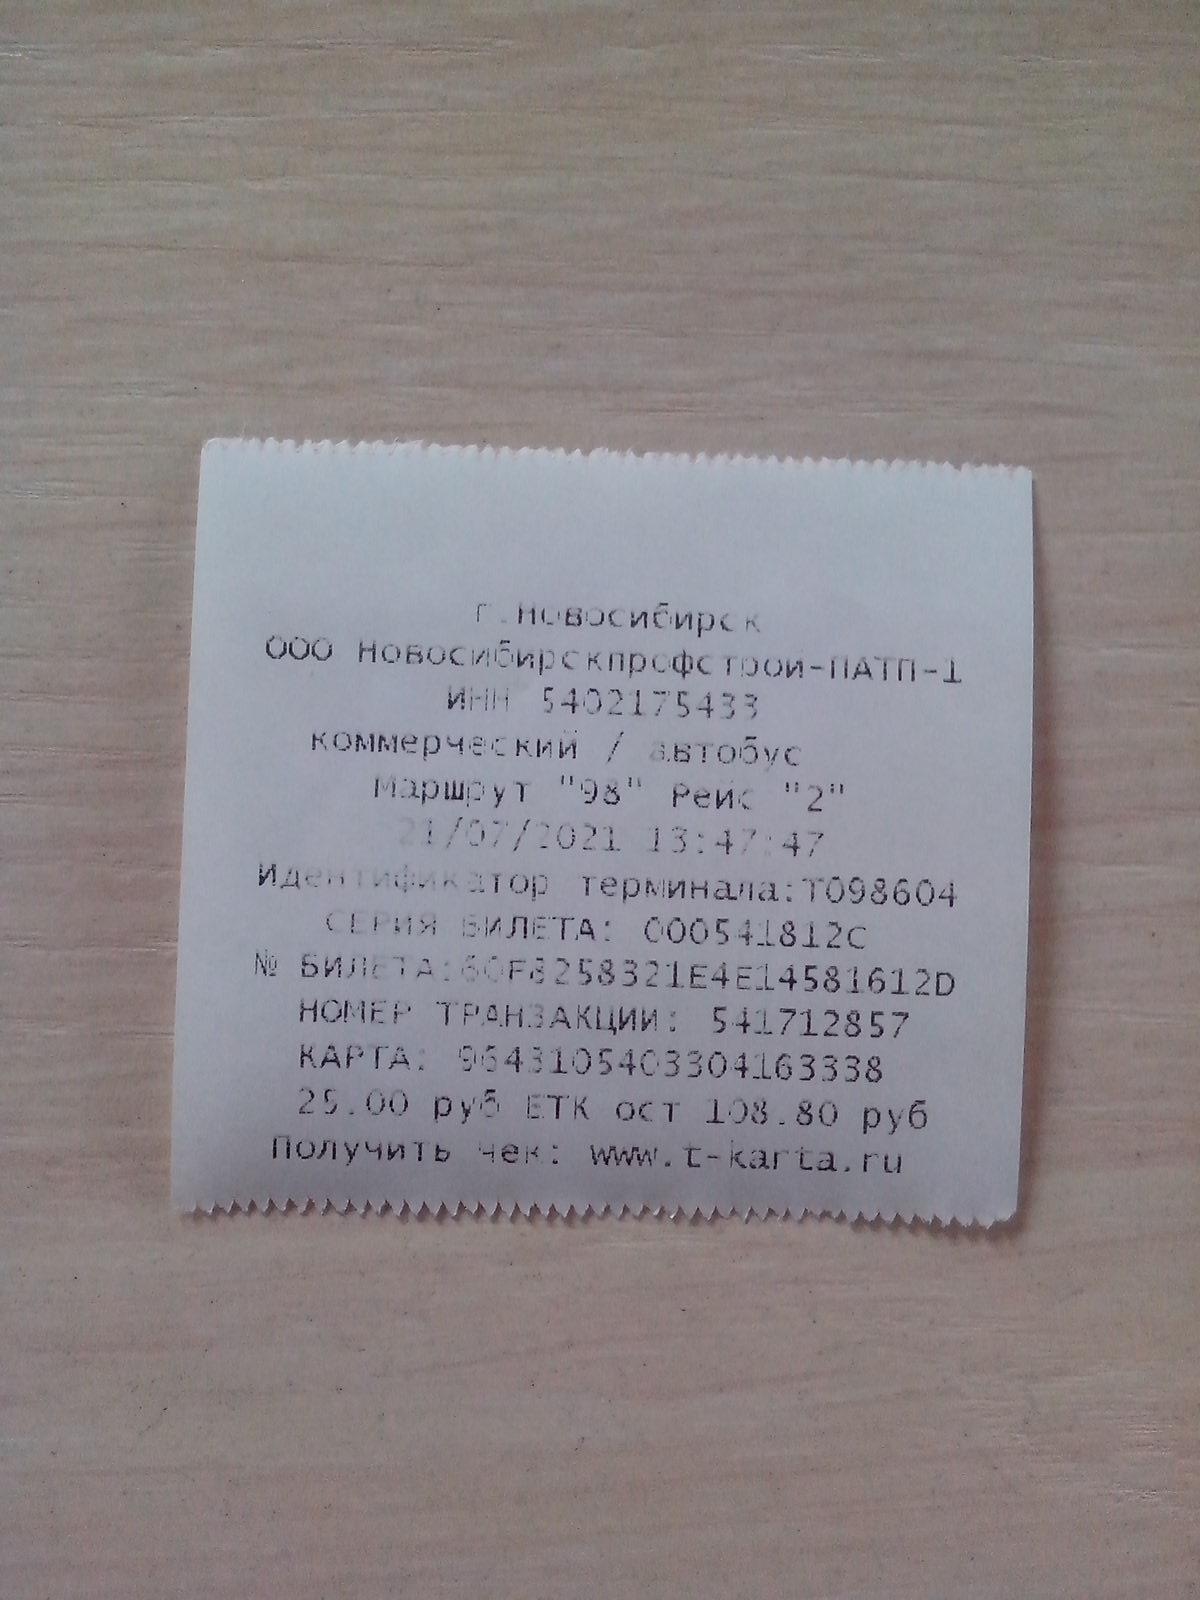 г.Новосибирск
ООО Новосибирскпрофстрой-ПАТП-1
ИНН 5402175433
коммерческий / автобус
Маршрут "98" Рейс "2"
21/07/2021 13:47:47
Идентификатор терминала:T098604
СЕРИЯ БИЛЕТА: 000541812C
№ БИЛЕТА:60F8258321E4E14581612D
НОМЕР ТРАНЗАКЦИИ: 541712857
КАРТА: 9643105403304163338
25.00 руб ЕТК ост 108.80 руб
Получить чек: www.t-karta.ru